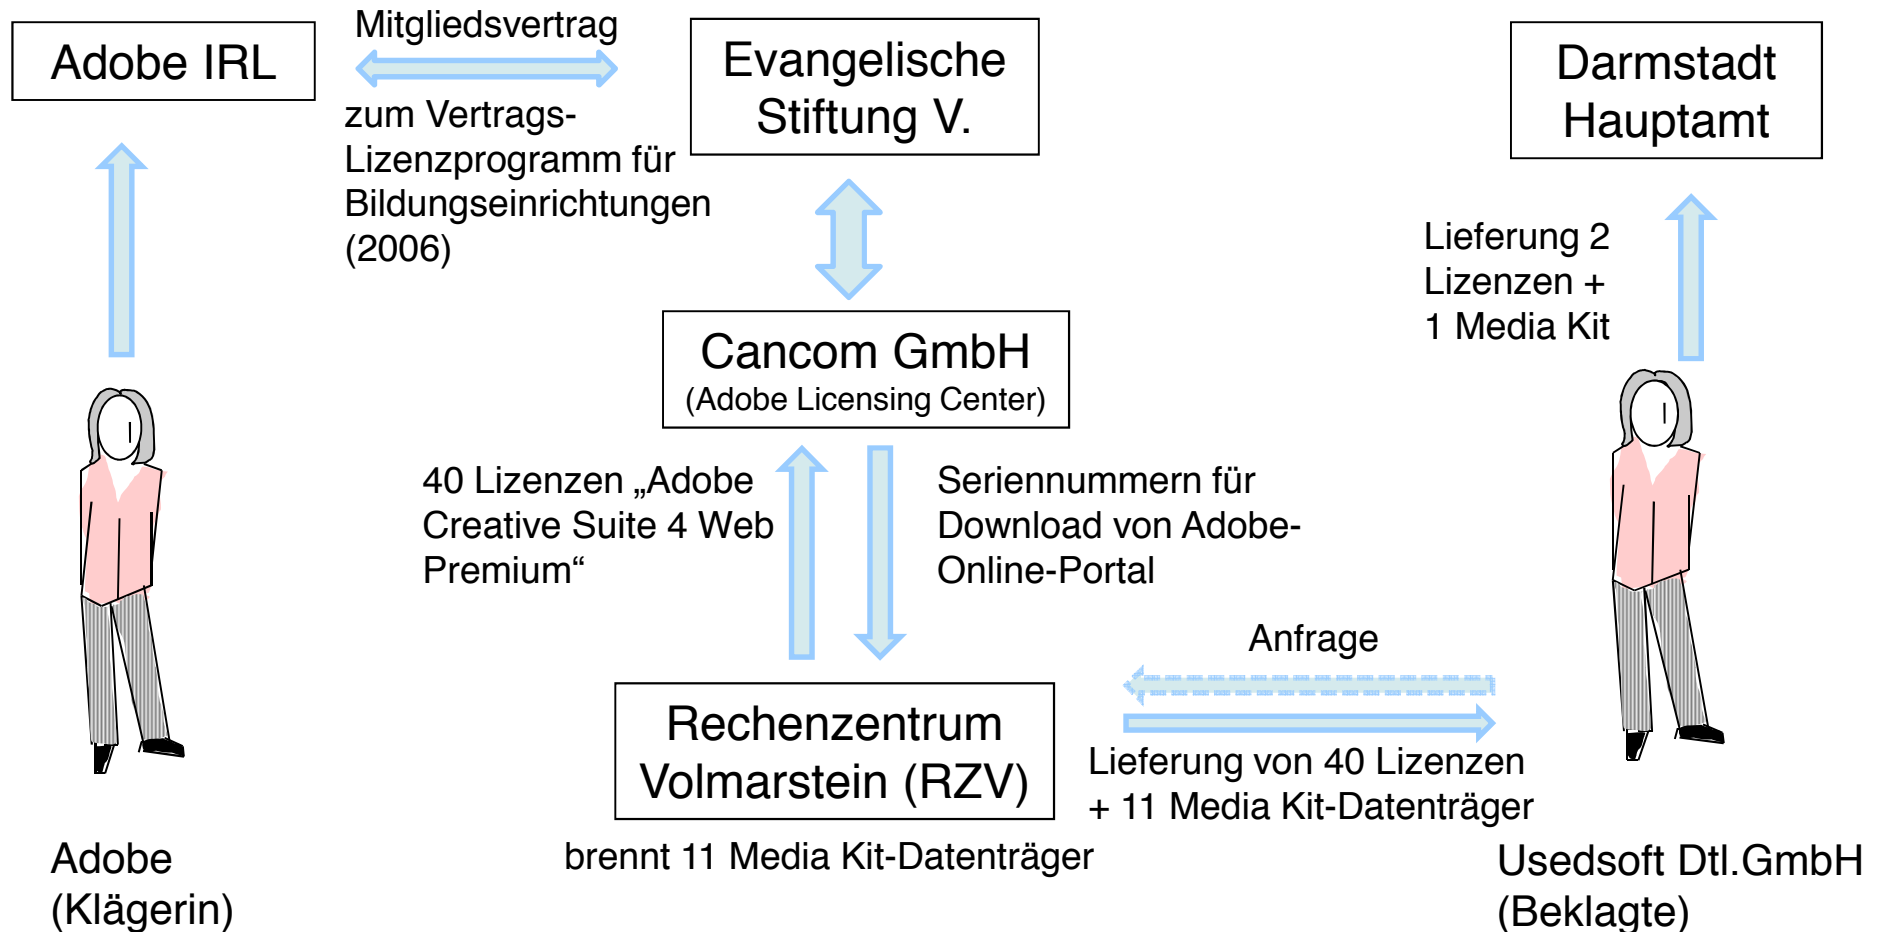 Adobe IRL
Mitgliedsvertrag
zum Vertrags-
Lizenzprogramm für
Bildungseinrichtungen
(2006)
Evangelische
Stiftung V.
Darmstadt
Hauptamt
Lieferung 2
Lizenzen +
1 Media Kit
Cancom GmbH
(Adobe Licensing Center)
40 Lizenzen „Adobe
Creative Suite 4 Web
Premium“
Seriennummern für
Download von Adobe-
Online-Portal
Anfrage
Rechenzentrum
Volmarstein (RZV)
Lieferung von 40 Lizenzen
+ 11 Media Kit-Datenträger
brennt 11 Media Kit-Datenträger
Adobe
(Klägerin)
Usedsoft Dtl.GmbH
(Beklagte)